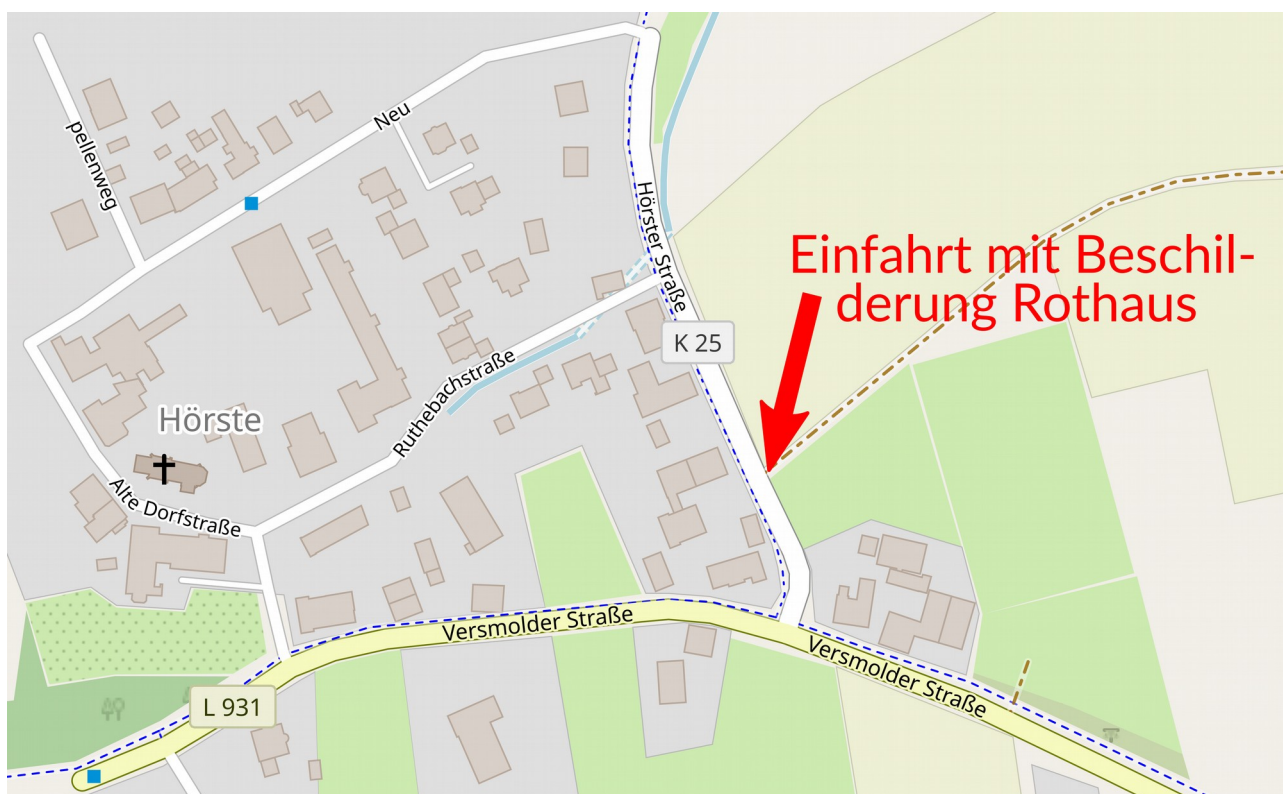 Neu
pellenweg
Hörster Straße
Einfahrt mit Beschil-
derung Rothaus
K 25
Ruthebachstraße
Hörste
Alte Dorfstraße
Versmolder Straße
Versmolder Straße
L 931